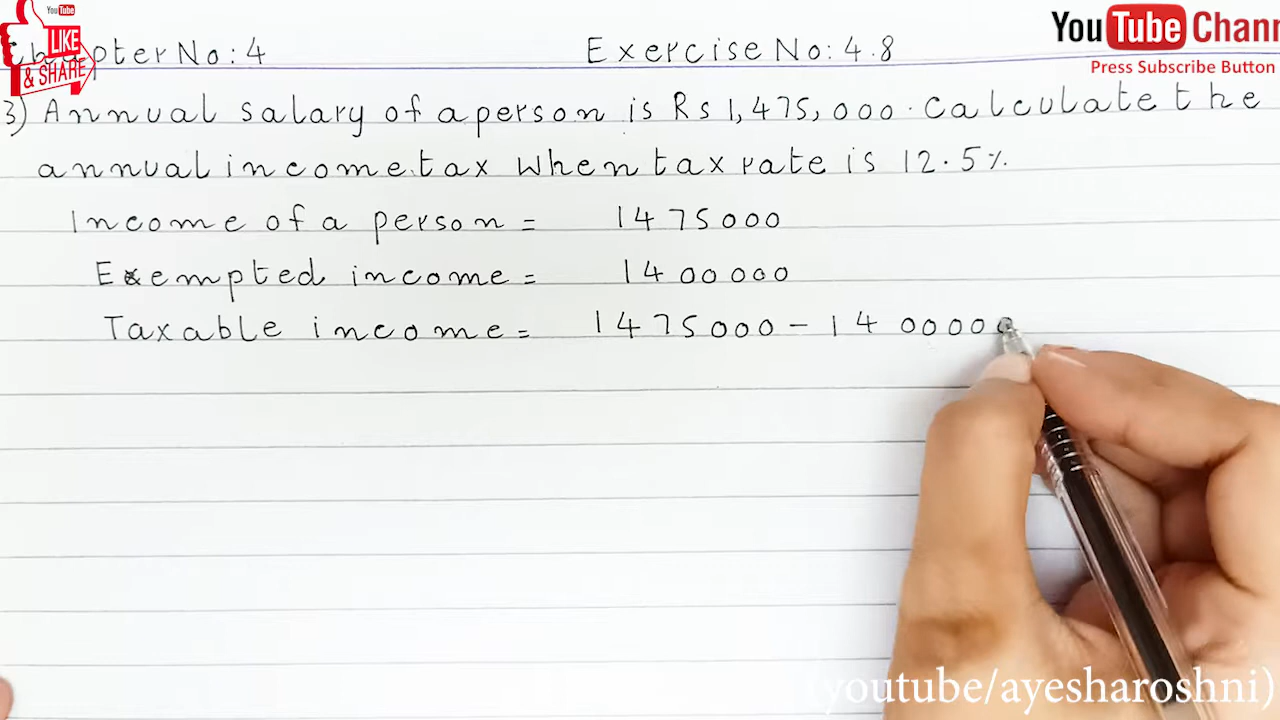 YouTube
LIKE
& SHARE
Chapter No: 4 Exercise No: 4.8
YouTube Chann
Press Subscribe Button
3) Annual salary of a person is Rs 1,475,000. Calculate the
annual income tax when tax rate is 12.5%.
Income of a person = 1475000
Exempted income = 1400000
Taxable income = 1475000 - 1400000
(youtube/ayesharoshni)